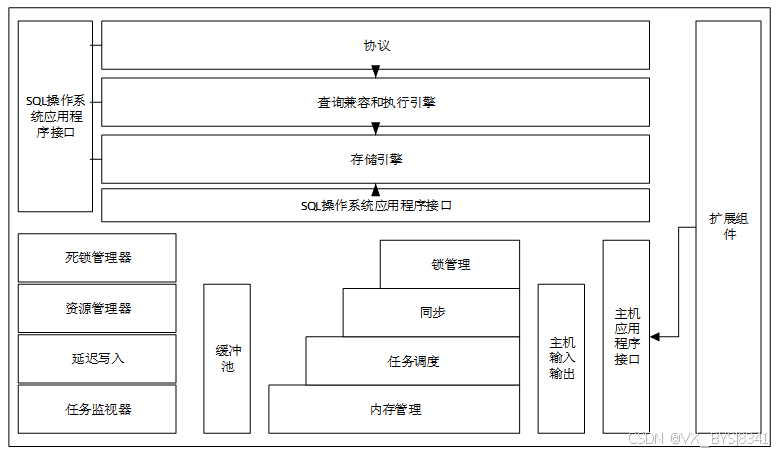 协议
SQL操作系
统应用程
序接口
查询兼容和执行引擎
存储引擎
SQL操作系统应用程序接口
扩展组
件
死锁管理器
资源管理器
延迟写入
任务监视器
缓冲
池
锁管理
同步
任务调度
内存管理
主机
输入
输出
主机
应用
程序
接口
CSDN @VX_BYSj8341